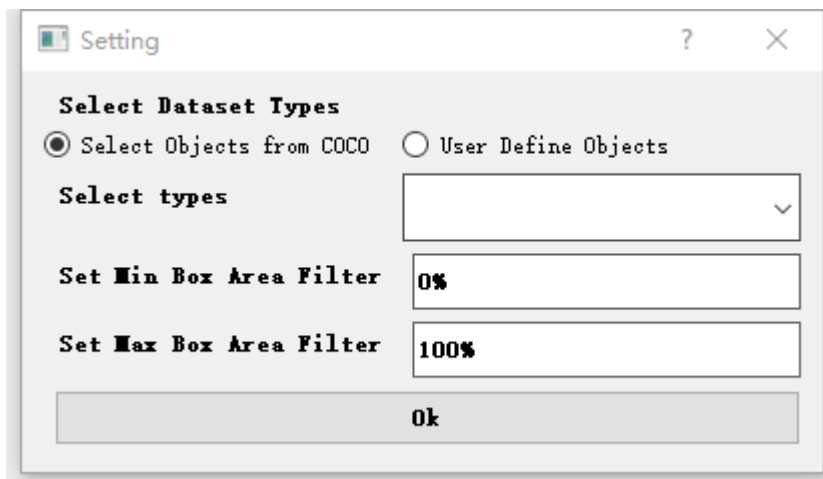 Setting
Select Dataset Types
Select Objects from COCO User Define Objects
Select types
Set Min Box Area Filter 0%
Set Max Box Area Filter 100%
Ok